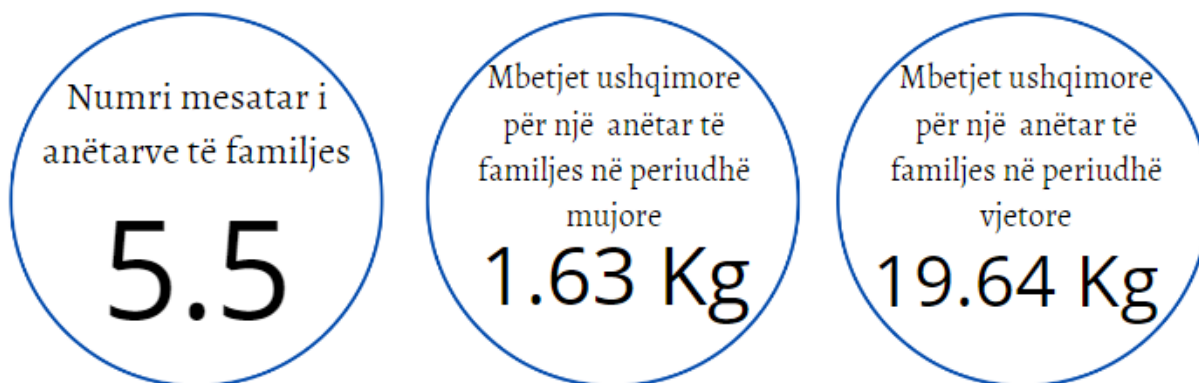 Numri mesatar i
anëtarve të familjes
5.5
Mbetjet ushqimore
për një anëtar të
familjes në periudhë
mujore
1.63 Kg
Mbetjet ushqimore
për një anëtar të
familjes në periudhë
vjetore
19.64 Kg